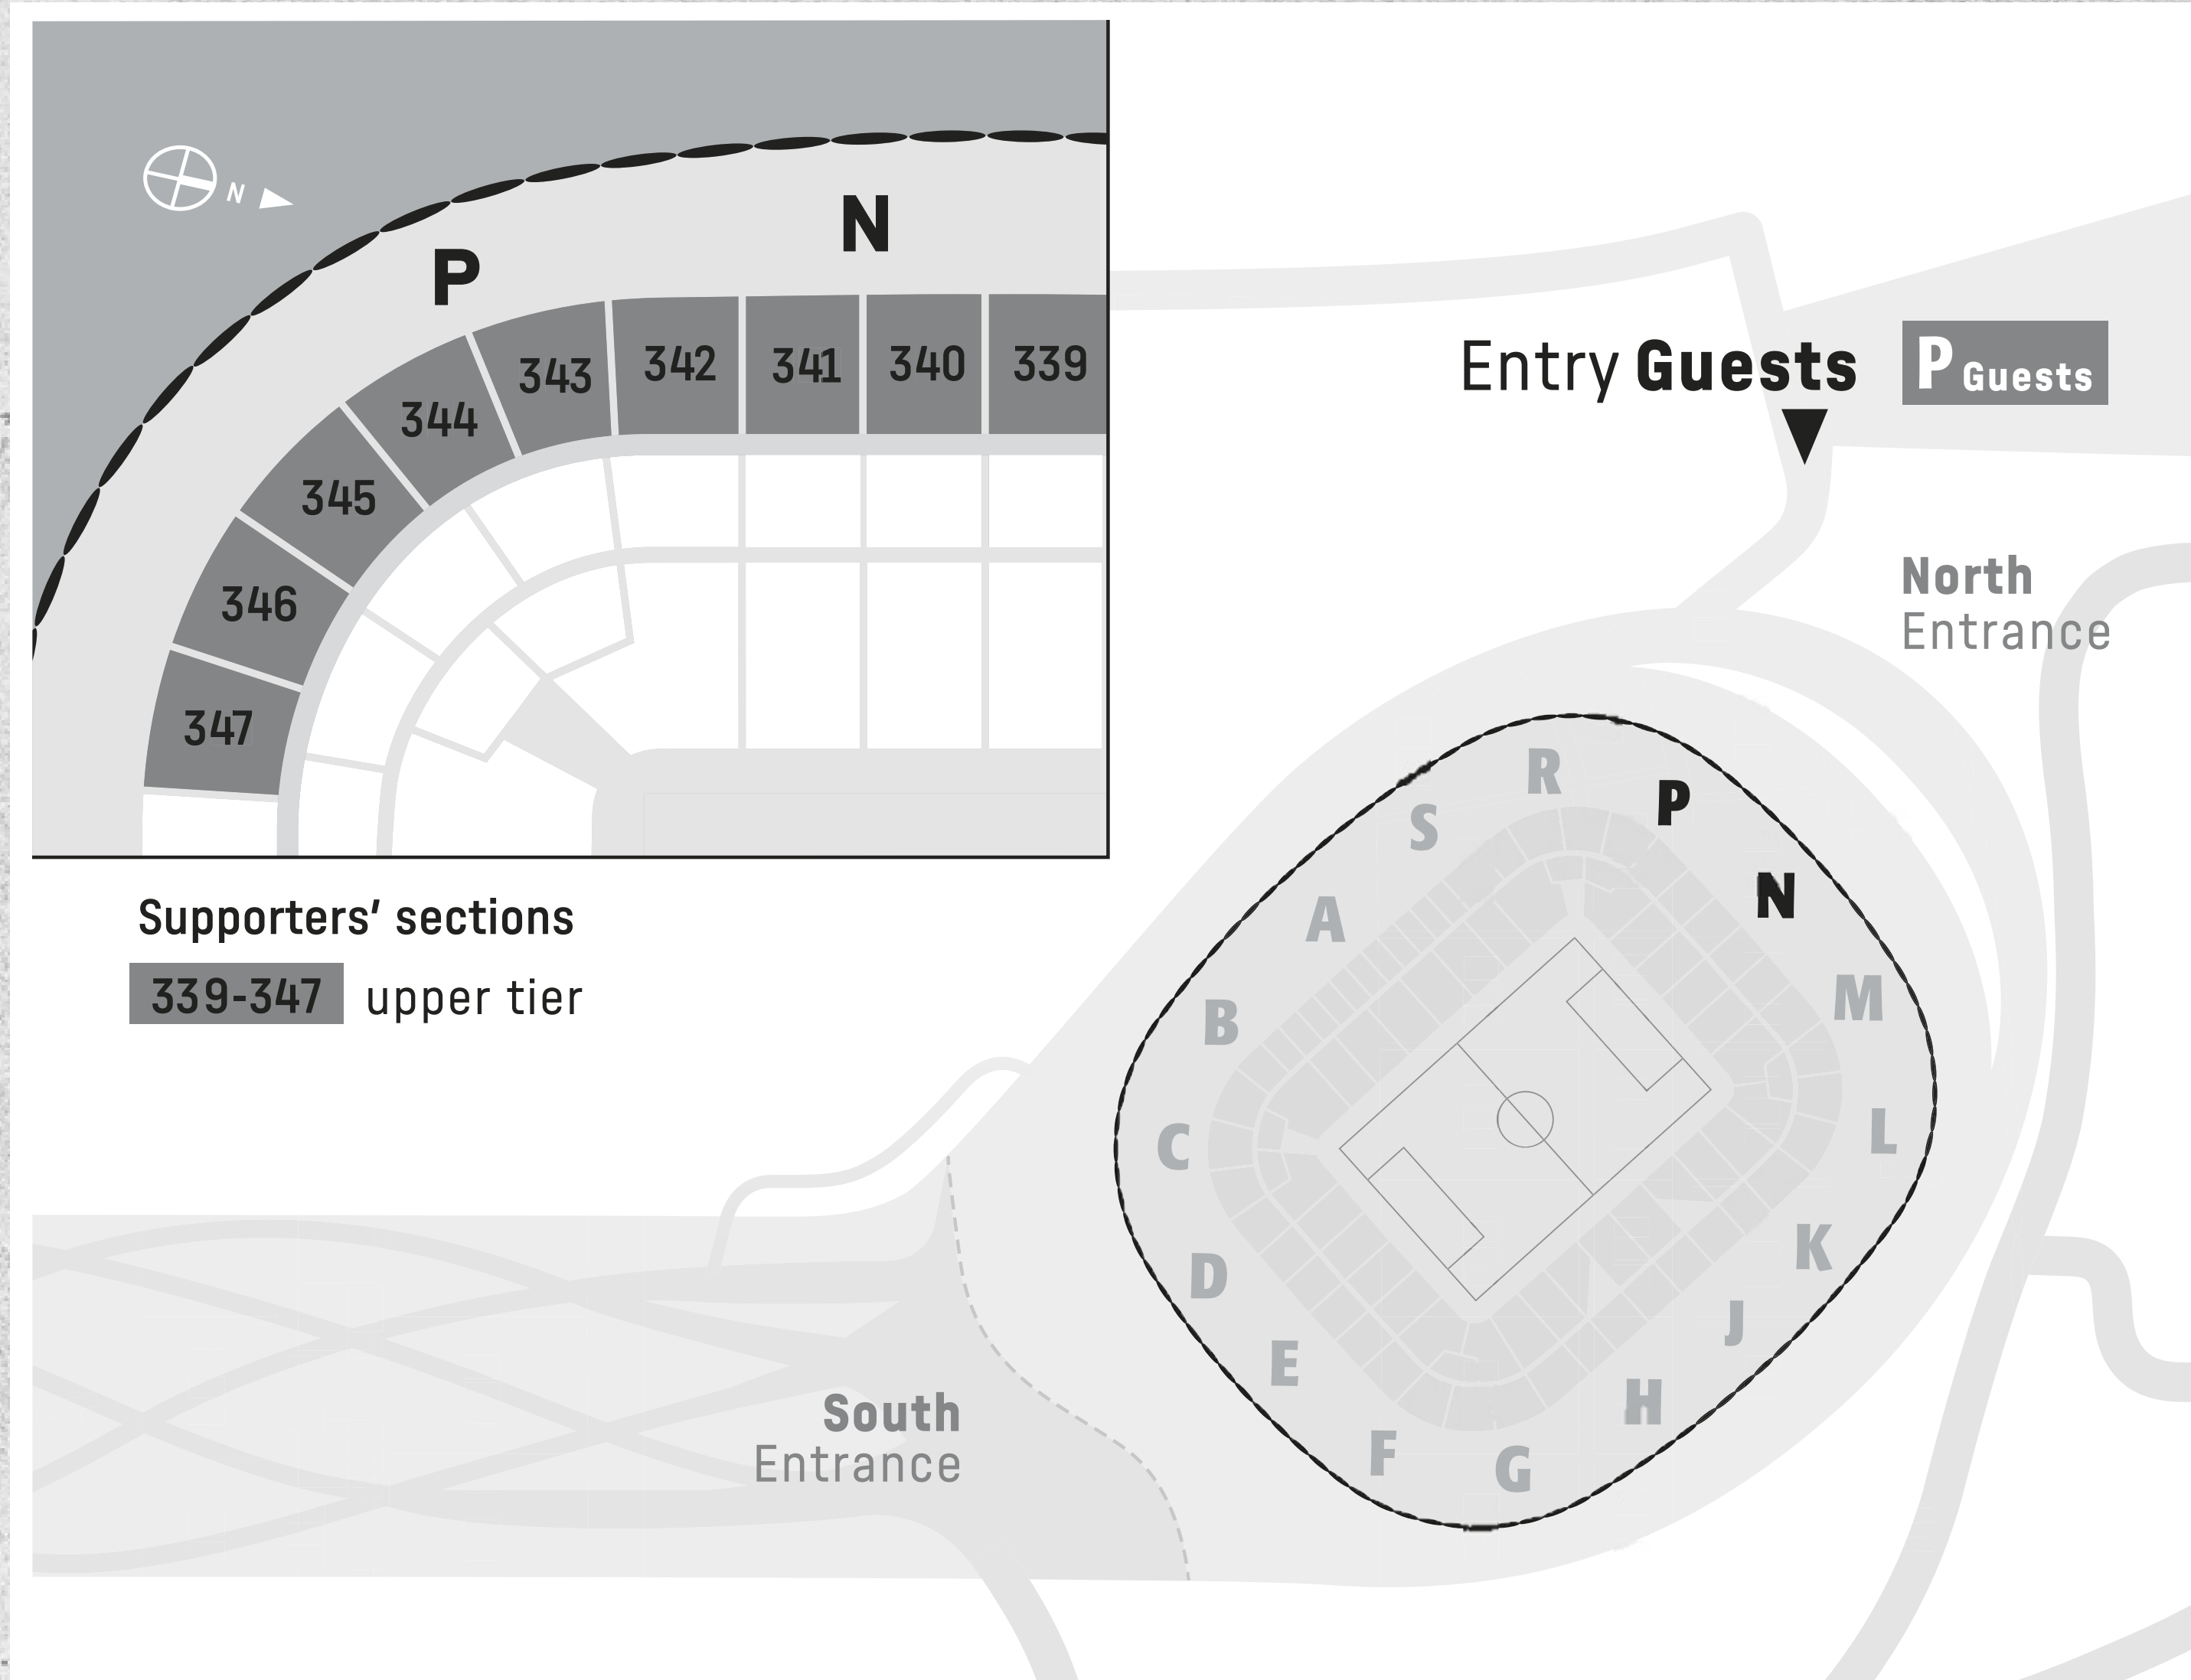 N
P
N
342
341
340
339
343
344
345
346
347
Supporters’ sections
339-347 upper tier
Entry Guests
P Guests
North
Entrance
R
P
S
N
A
M
B
L
C
K
D
J
E
H
F
G
South
Entrance